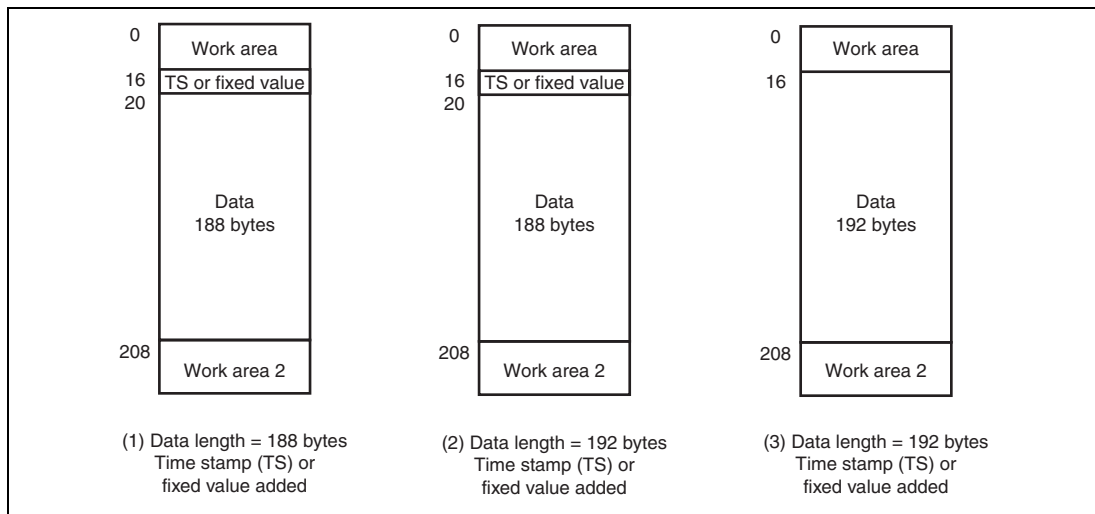 0
Work area
16
TS or fixed value
20
Data
188 bytes
208
Work area 2
(1) Data length = 188 bytes
Time stamp (TS) or
fixed value added
0
Work area
16
TS or fixed value
20
Data
188 bytes
208
Work area 2
(2) Data length = 192 bytes
Time stamp (TS) or
fixed value added
0
Work area
16
Data
192 bytes
208
Work area 2
(3) Data length = 192 bytes
Time stamp (TS) or
fixed value added